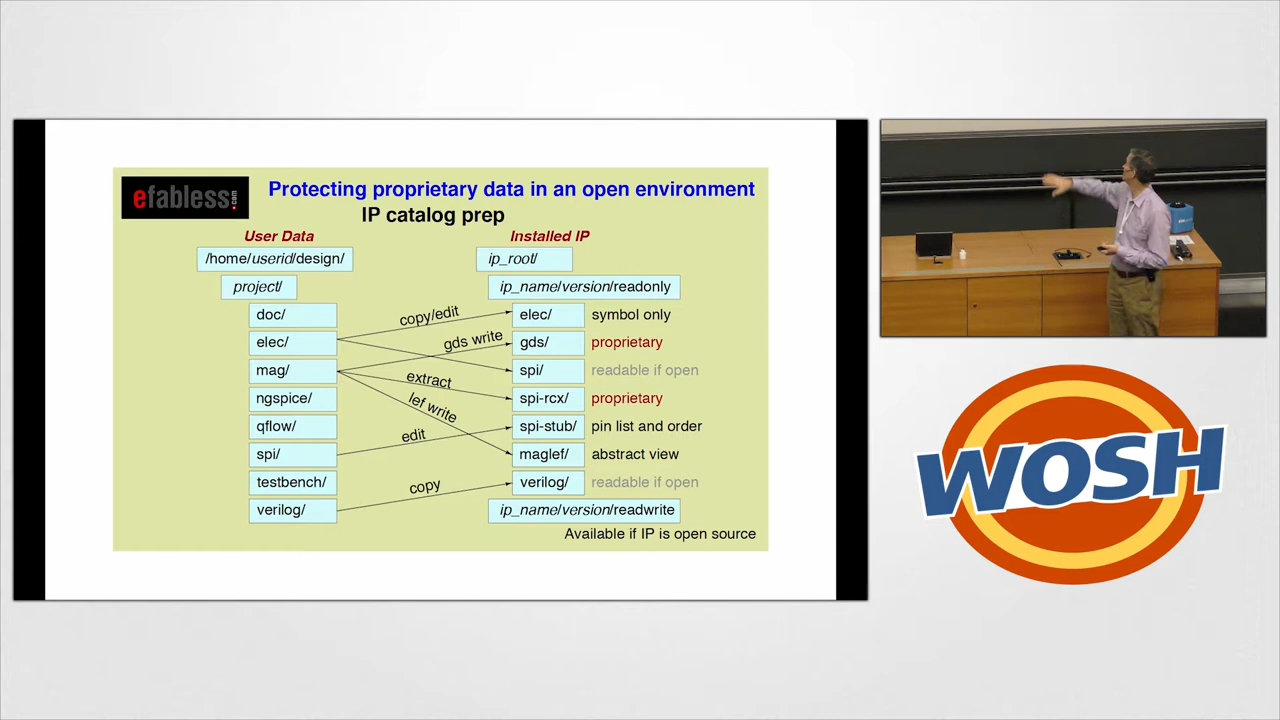 efabless.com
Protecting proprietary data in an open environment
IP catalog prep
User Data
Installed IP
/home/userid/design/
ip_root/
project/
ip_name/version/readonly
doc/
elec/
symbol only
elec/
copy/edit
gds/
proprietary
mag/
gds write
spi/
readable if open
ngspice/
extract
spi-rcx/
proprietary
qflow/
lef write
spi-stub/
pin list and order
spi/
edit
maglef/
abstract view
testbench/
verilog/
readable if open
verilog/
copy
ip_name/version/readwrite
Available if IP is open source
WOSH